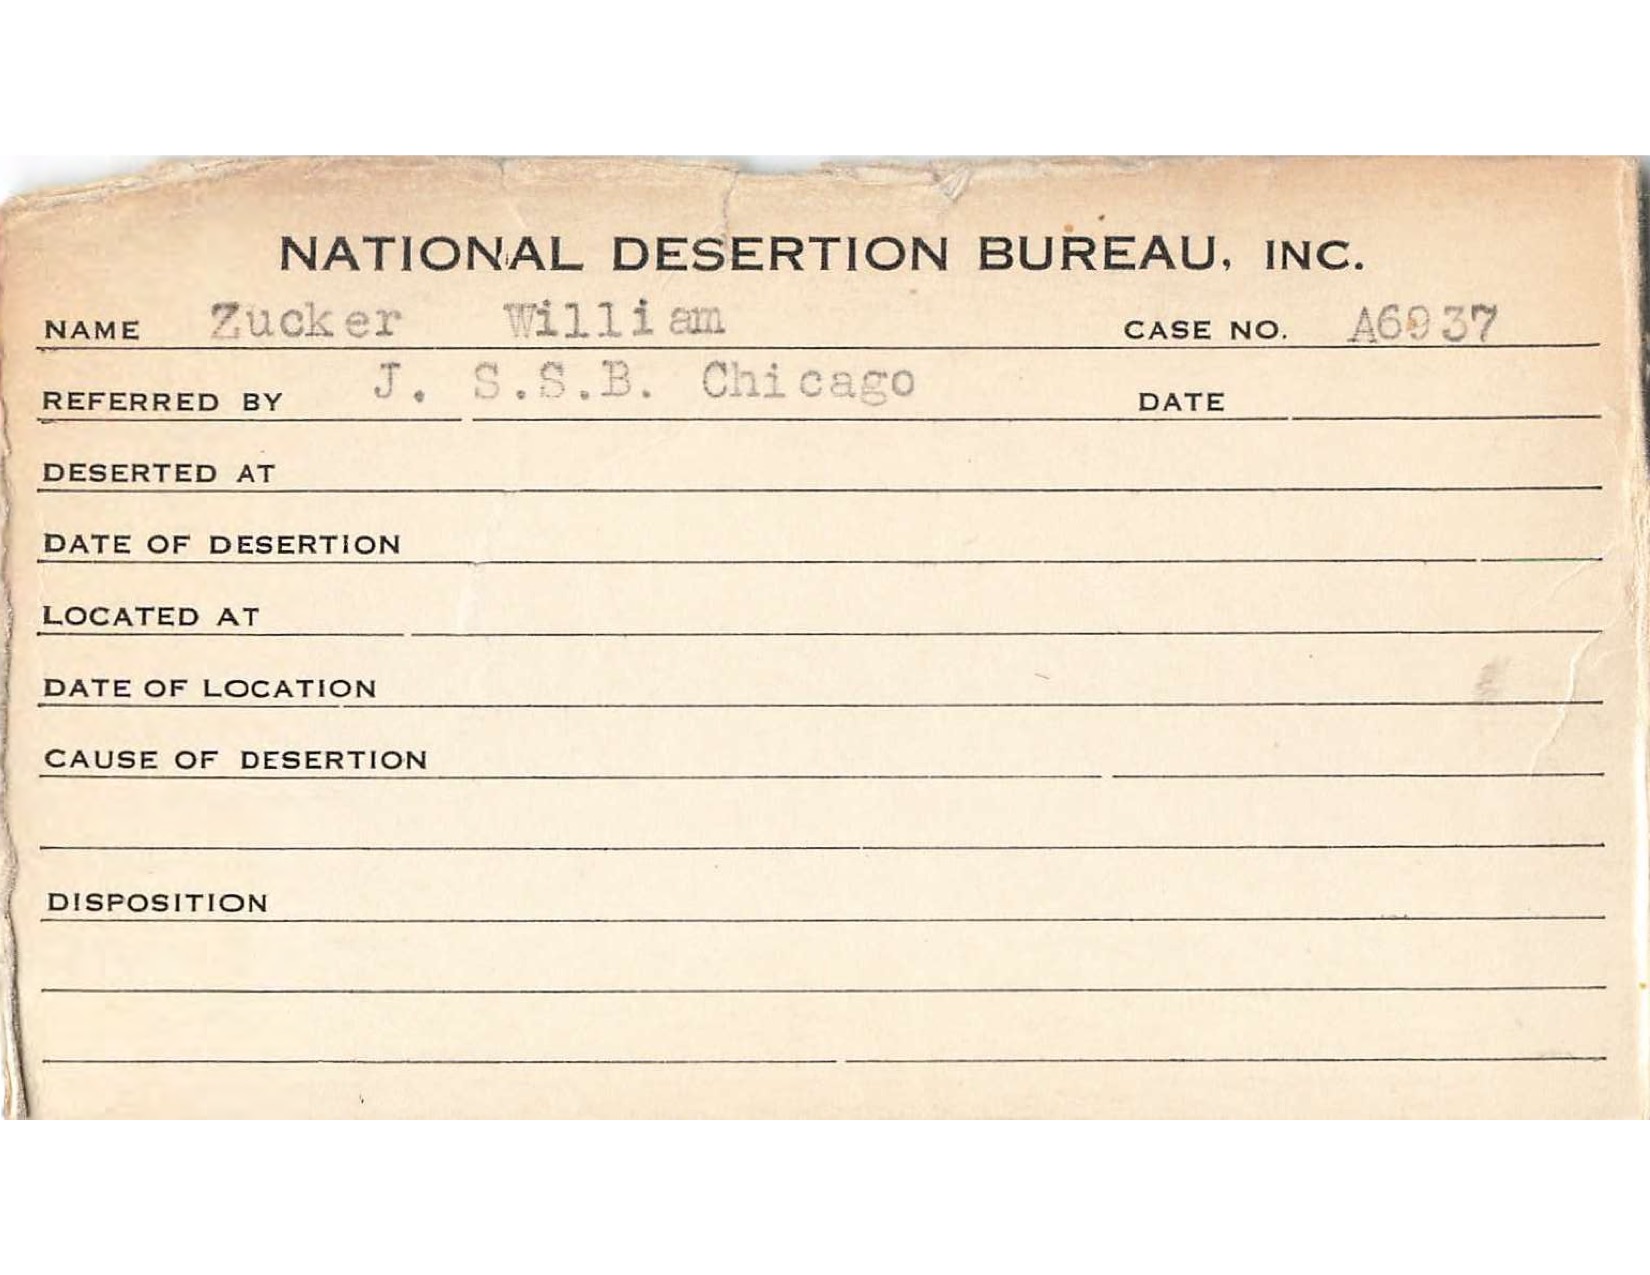 NATIONAL DESERTION BUREAU, INC.
NAME Zucker William CASE NO. A6937
REFERRED BY J. S.S.B. Chicago DATE
DESERTED AT
DATE OF DESERTION
LOCATED AT
DATE OF LOCATION
CAUSE OF DESERTION
DISPOSITION